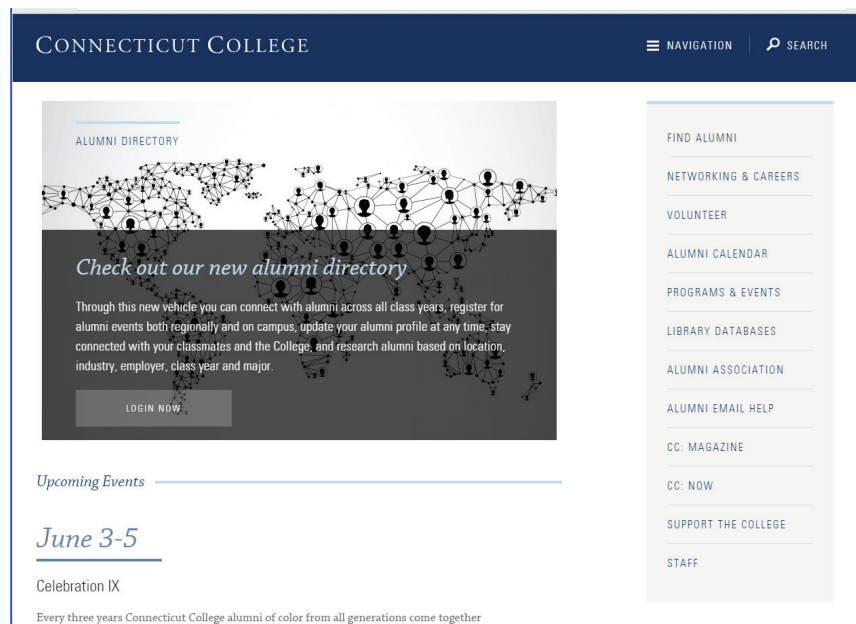 CONNECTICUT COLLEGE
NAVIGATION
SEARCH
ALUMNI DIRECTORY
Check out our new alumni directory
Through this new vehicle you can connect with alumni across all class years, register for
alumni events both regionally and on campus, update your alumni profile at any time, stay
connected with your classmates and the College, and research alumni based on location,
industry, employer, class year and major.
LOGIN NOW
Upcoming Events
June 3-5
Celebration IX
Every three years Connecticut College alumni of color from all generations come together
FIND ALUMNI
NETWORKING & CAREERS
VOLUNTEER
ALUMNI CALENDAR
PROGRAMS & EVENTS
LIBRARY DATABASES
ALUMNI ASSOCIATION
ALUMNI EMAIL HELP
CC: MAGAZINE
CC: NOW
SUPPORT THE COLLEGE
STAFF